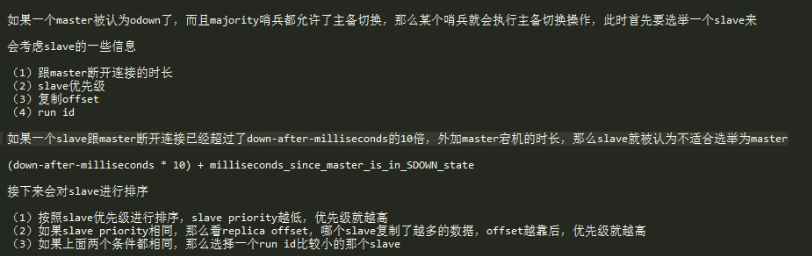 如果一个master被认为odown了，而且majority哨兵都允许了主备切换，那么某个哨兵就会执行主备切换操作，此时首先要选举一个slave来
会考虑slave的一些信息
（1）跟master断开连接的时长
（2）slave优先级
（3）复制offset
（4）run id
如果一个slave跟master断开连接已经超过了down-after-milliseconds的10倍，外加master宕机的时长，那么slave就被认为不适合选举为master
(down-after-milliseconds * 10) + milliseconds_since_master_is_in_SDOWN_state
接下来会对slave进行排序
（1）按照slave优先级进行排序，slave priority越低，优先级就越高
（2）如果slave priority相同，那么看replica offset，哪个slave复制了越多的数据，offset越靠后，优先级就越高
（3）如果上面两个条件都相同，那么选择一个run id比较小的那个slave